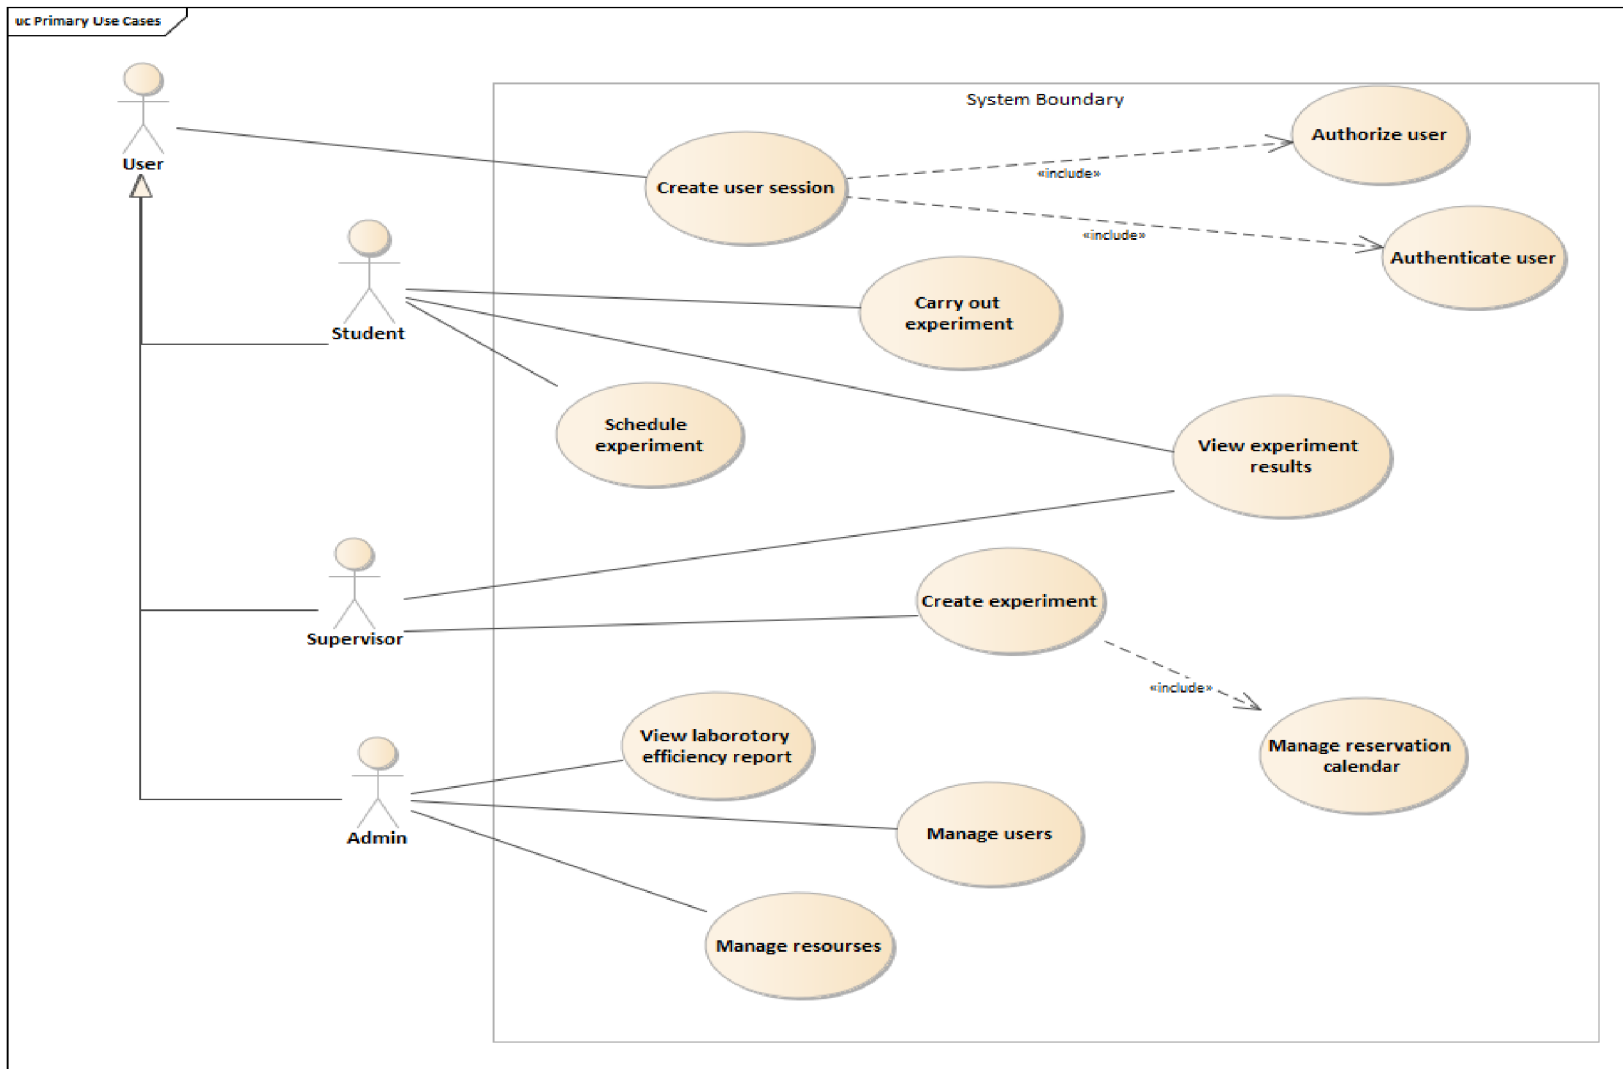 uc Primary Use Cases
System Boundary
User
Create user session
«include»
Authorize user
«include»
Authenticate user
Student
Carry out
experiment
Schedule
experiment
View experiment
results
Supervisor
Create experiment
«include»
Manage reservation
calendar
View laborotory
efficiency report
Admin
Manage users
Manage resourses